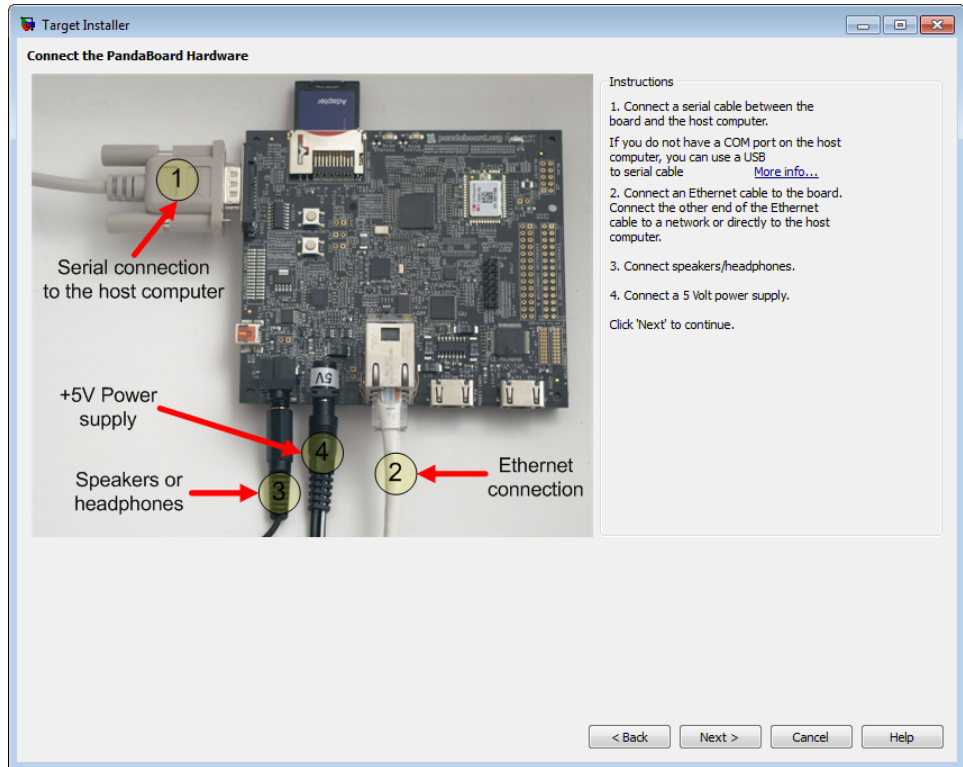 Target Installer
Connect the PandaBoard Hardware
Adapter
pandaboard.org
1
Serial connection
to the host computer
5V
+5V Power
supply
4
Speakers or
headphones
3
2
Ethernet
connection
Instructions
1. Connect a serial cable between the
board and the host computer.
If you do not have a COM port on the host
computer, you can use a USB
to serial cable More info...
2. Connect an Ethernet cable to the board.
Connect the other end of the Ethernet
cable to a network or directly to the host
computer.
3. Connect speakers/headphones.
4. Connect a 5 Volt power supply.
Click 'Next' to continue.
< Back
Next >
Cancel
Help